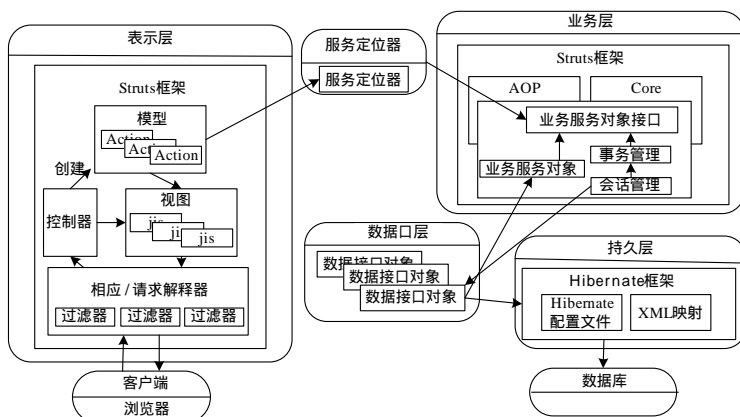 表示层
Struts框架
模型
Action
Action
Action
创建
控制器
视图
jis
jis
jis
相应/请求解释器
过滤器
过滤器
过滤器
客户端
浏览器
服务定位器
服务定位器
业务层
Struts框架
AOP
Core
业务服务对象接口
事务管理
业务服务对象
会话管理
数据口层
数据接口对象
数据接口对象
数据接口对象
持久层
Hibernate框架
Hibernate
配置文件
XML映射
数据库